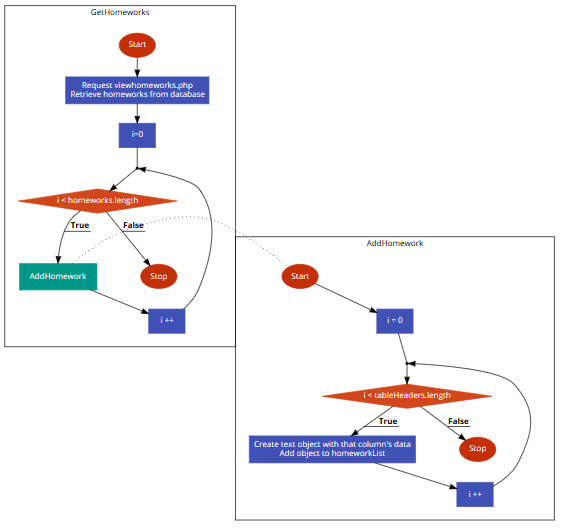 GetHomeworks
Start
Request viewhomeworks.php
Retrieve homeworks from database
i=0
i < homeworks.length
True
False
AddHomework
Stop
i ++
AddHomework
Start
i = 0
i < tableHeaders.length
True
False
Create text object with that column's data
Add object to homeworkList
Stop
i ++